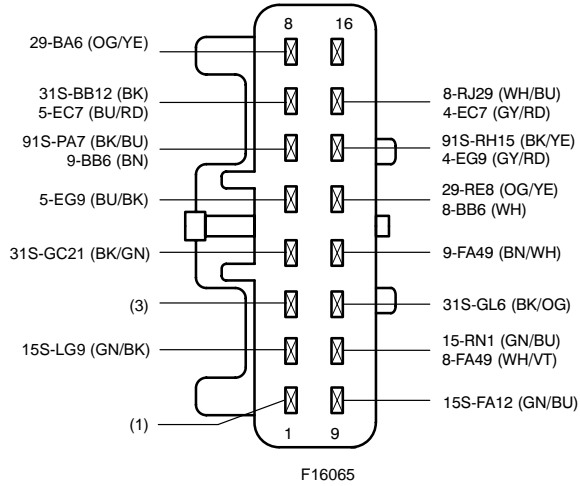 8 16
29-BA6 (OG/YE)
31S-BB12 (BK)
5-EC7 (BU/RD)
8-RJ29 (WH/BU)
4-EC7 (GY/RD)
91S-PA7 (BK/BU)
9-BB6 (BN)
91S-RH15 (BK/YE)
4-EG9 (GY/RD)
5-EG9 (BU/BK)
29-RE8 (OG/YE)
8-BB6 (WH)
31S-GC21 (BK/GN)
9-FA49 (BN/WH)
(3)
31S-GL6 (BK/OG)
15S-LG9 (GN/BK)
15-RN1 (GN/BU)
8-FA49 (WH/VT)
(1)
15S-FA12 (GN/BU)
1 9
F16065